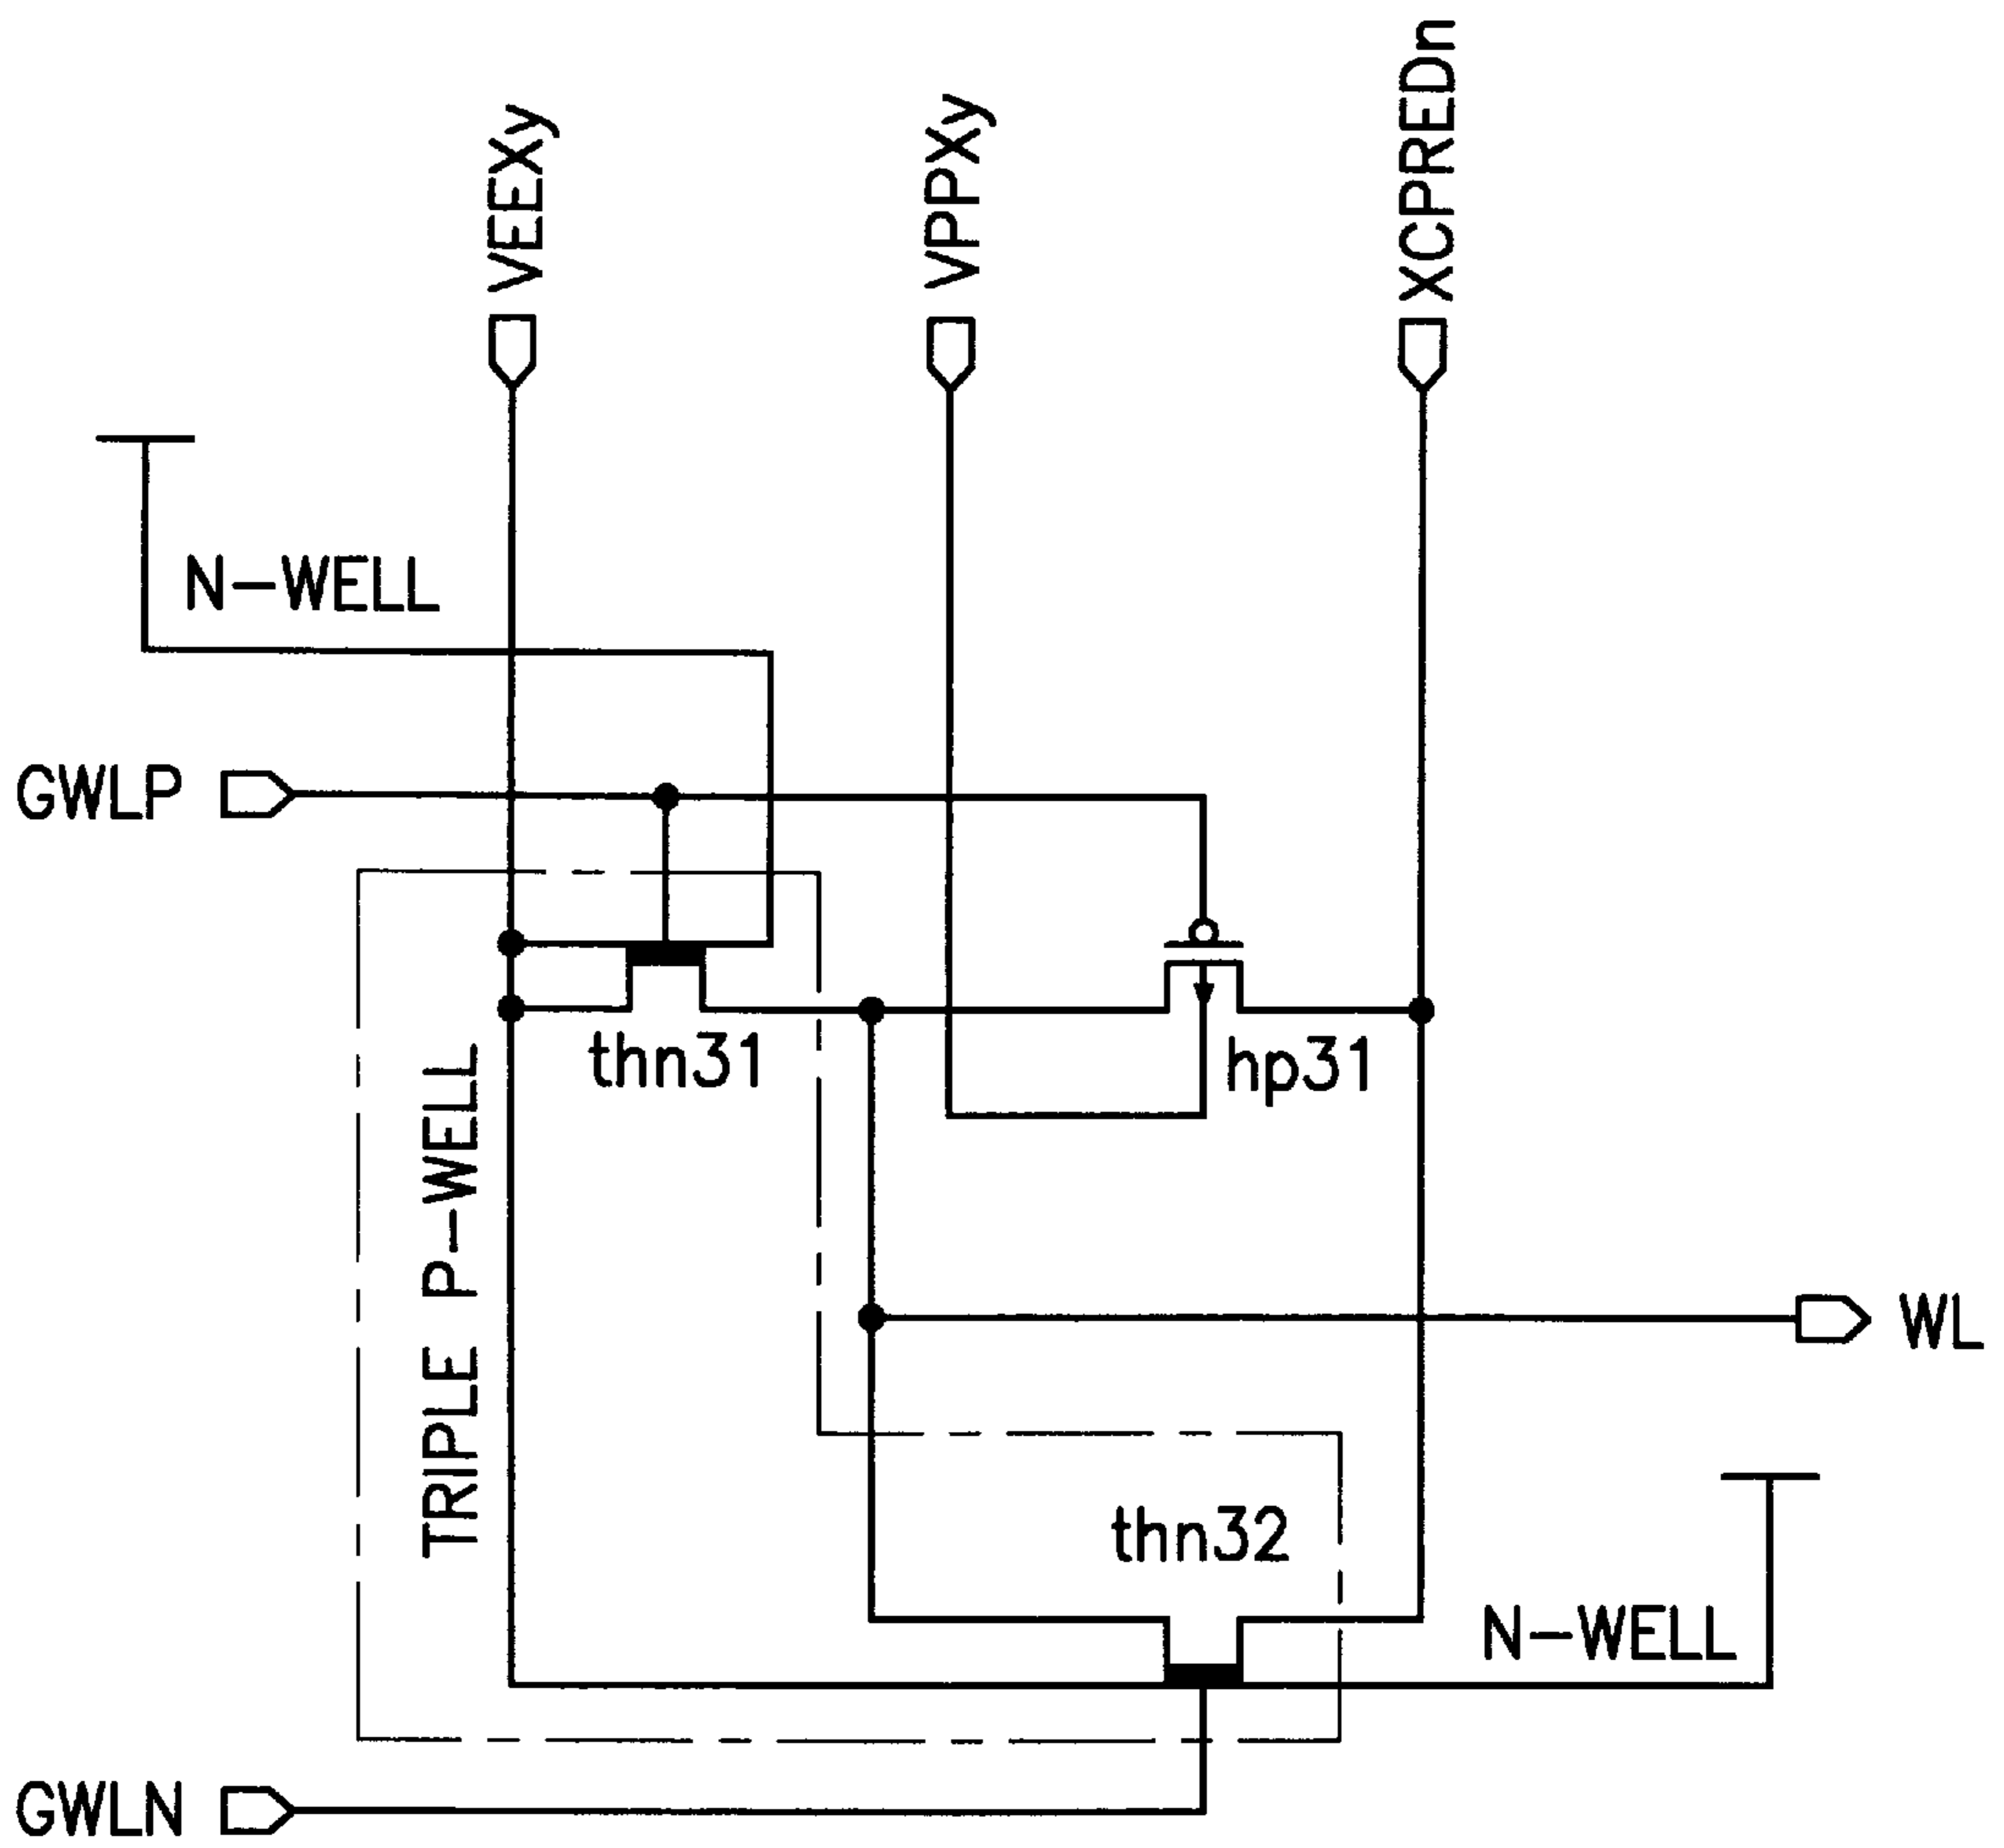 VEEXy
VPPXy
XCPREDn
N-WELL
GWLP
thn31
hp31
TRIPLE P-WELL
WL
thn32
N-WELL
GWLN